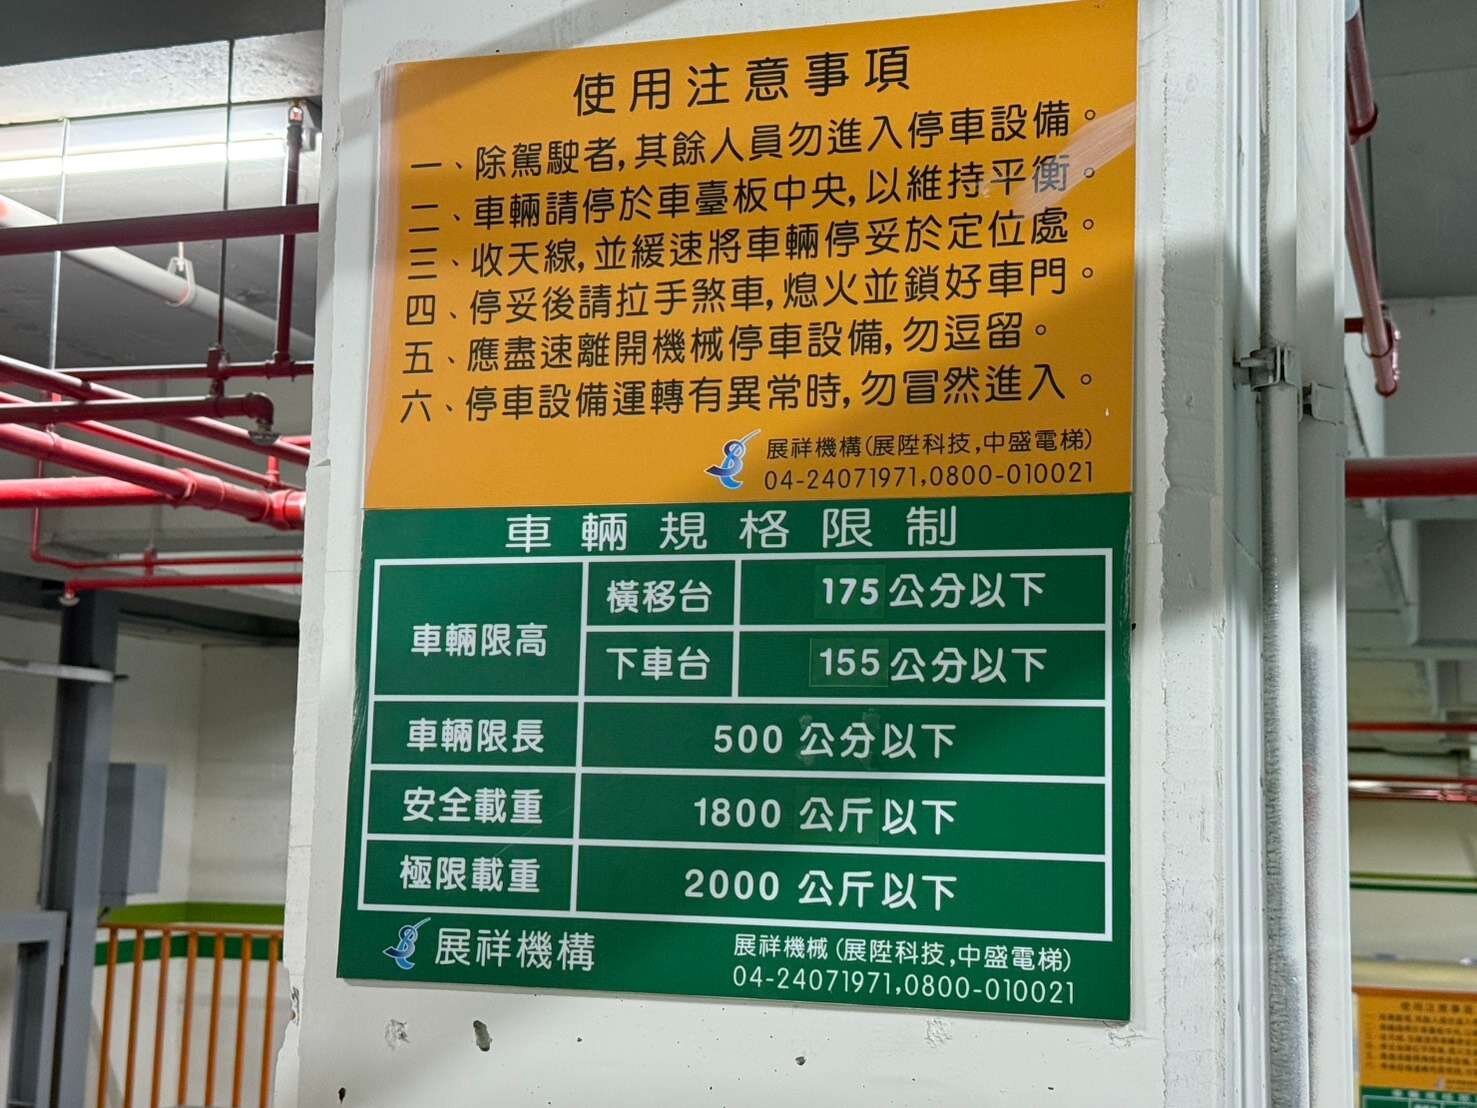 使用注意事項
一、除駕駛者,其餘人員勿進入停車設備。
二、車輛請停於車臺板中央,以維持平衡。
三、收天線,並緩速將車輛停妥於定位處。
四、停妥後請拉手煞車,熄火並鎖好車門。
五、應盡速離開機械停車設備,勿逗留。
六、停車設備運轉有異常時,勿冒然進入。
展祥機構(展陞科技,中盛電梯)
04-24071971,0800-010021
車輛規格限制
車輛限高
橫移台 175公分以下
下車台 155公分以下
車輛限長 500 公分以下
安全載重 1800 公斤以下
極限載重 2000 公斤以下
展祥機構
展祥機械 (展陞科技,中盛電梯)
04-24071971,0800-010021